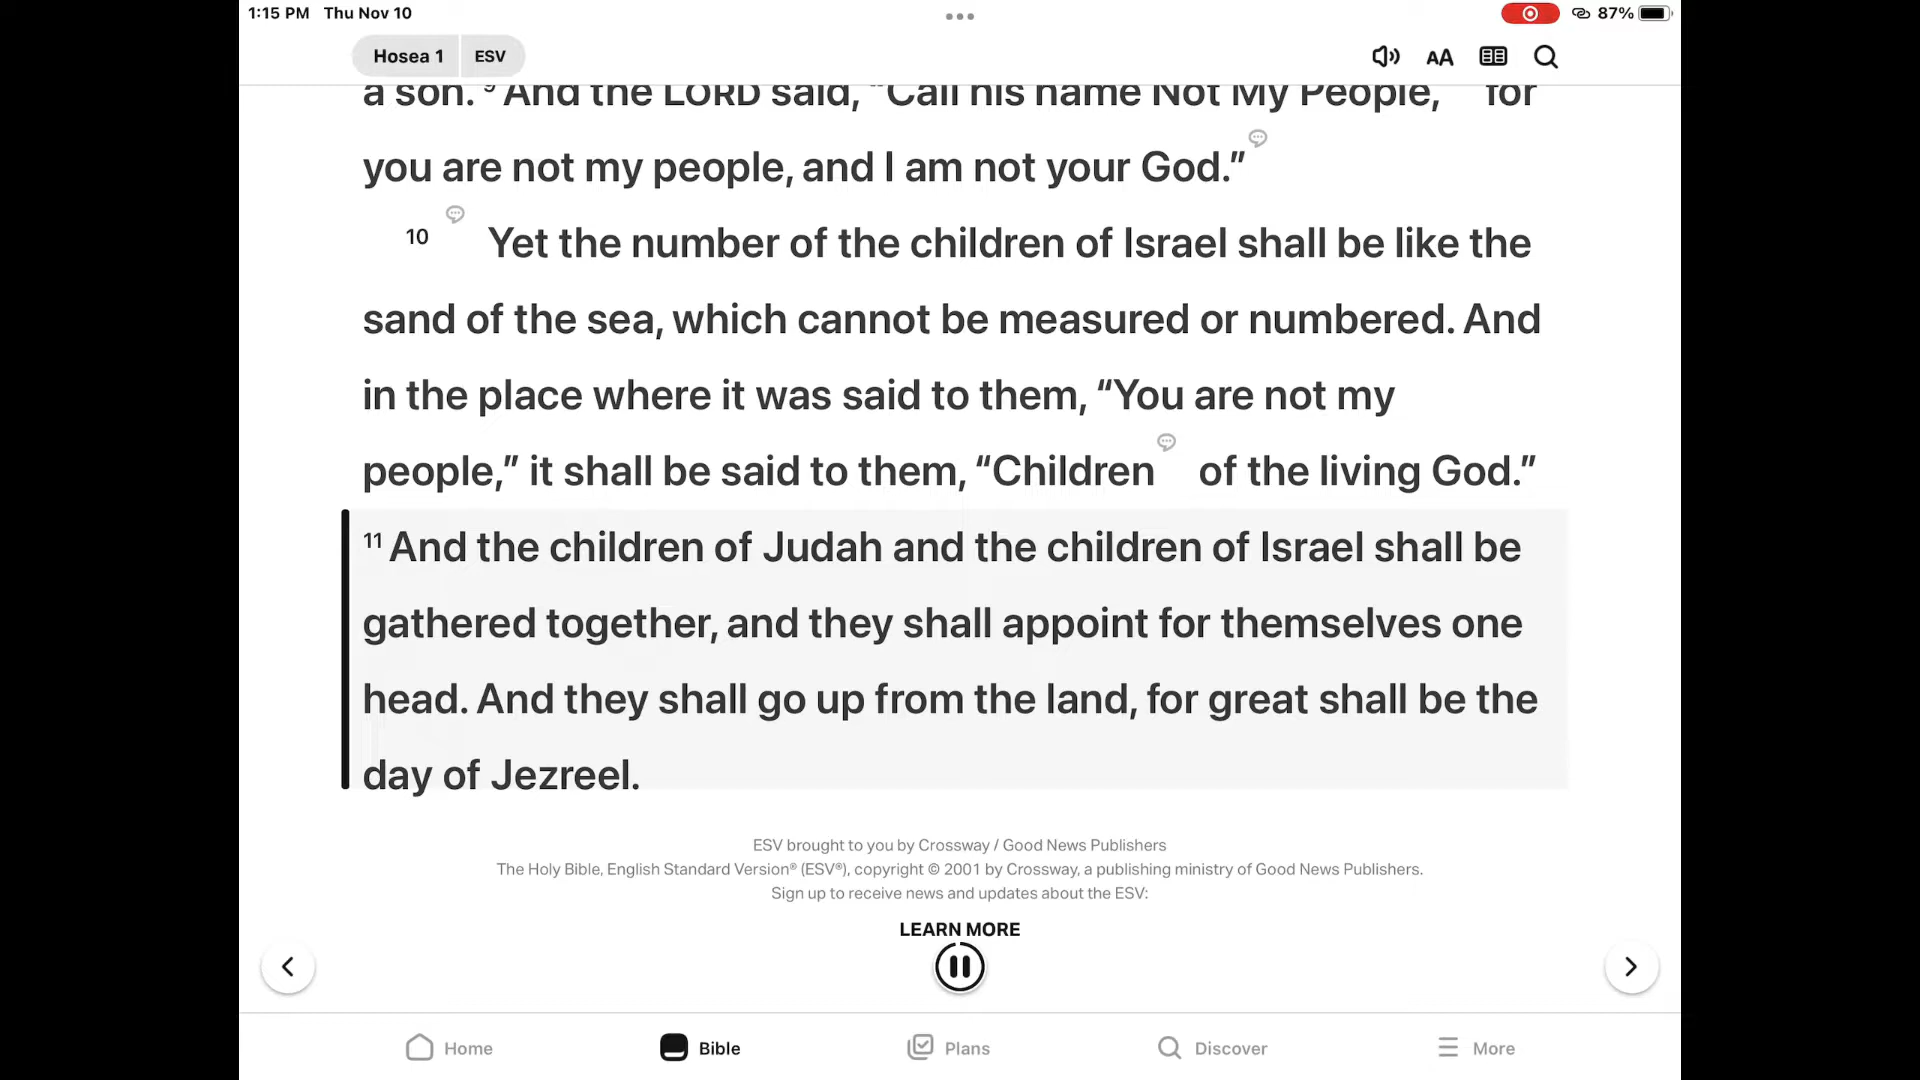 1:15 PM Thu Nov 10
87%
Hosea 1 ESV
AA
a son. 9 And the LORD said, “Call his name Not My People, for
you are not my people, and I am not your God.”
10 Yet the number of the children of Israel shall be like the
sand of the sea, which cannot be measured or numbered. And
in the place where it was said to them, “You are not my
people,” it shall be said to them, “Children of the living God.”
11 And the children of Judah and the children of Israel shall be
gathered together, and they shall appoint for themselves one
head. And they shall go up from the land, for great shall be the
day of Jezreel.
ESV brought to you by Crossway / Good News Publishers
The Holy Bible, English Standard Version® (ESV®), copyright © 2001 by Crossway, a publishing ministry of Good News Publishers.
Sign up to receive news and updates about the ESV:
LEARN MORE
Home Bible Plans Discover More